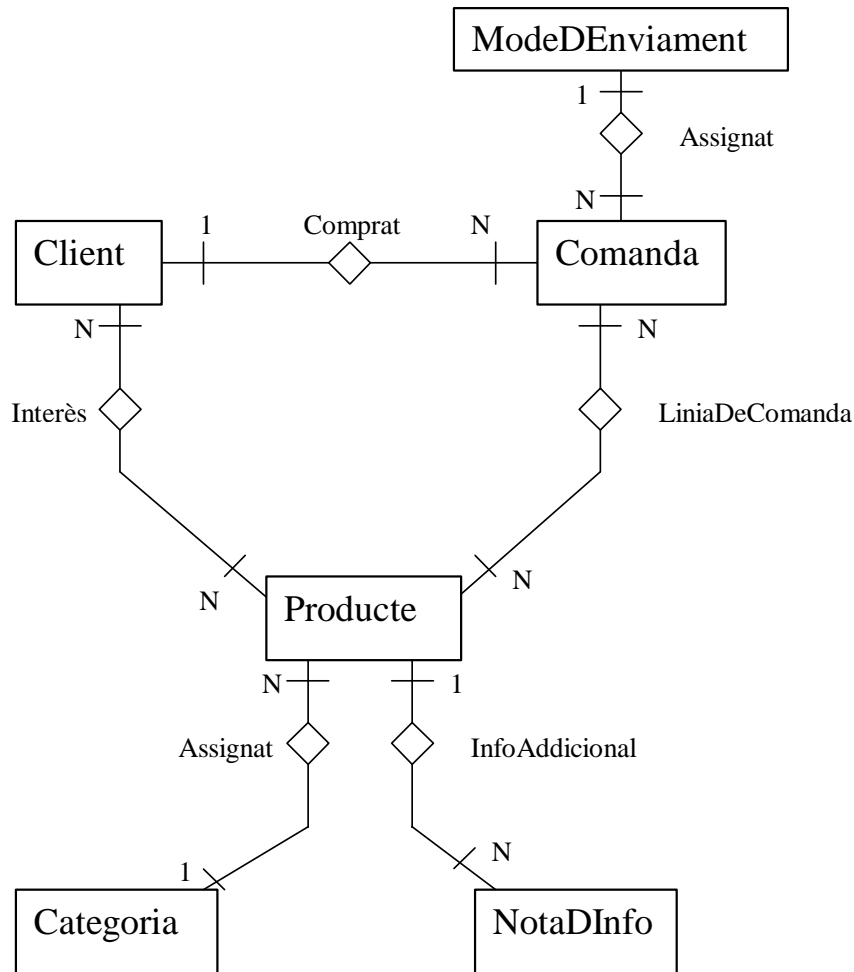 ModeDEnviament
1
Assignat
N
1
Comprat
N
Client
Comanda
N
N
Interès
LiniaDeComanda
N
N
Producte
N
1
Assignat
InfoAddicional
1
N
Categoria
NotaDInfo